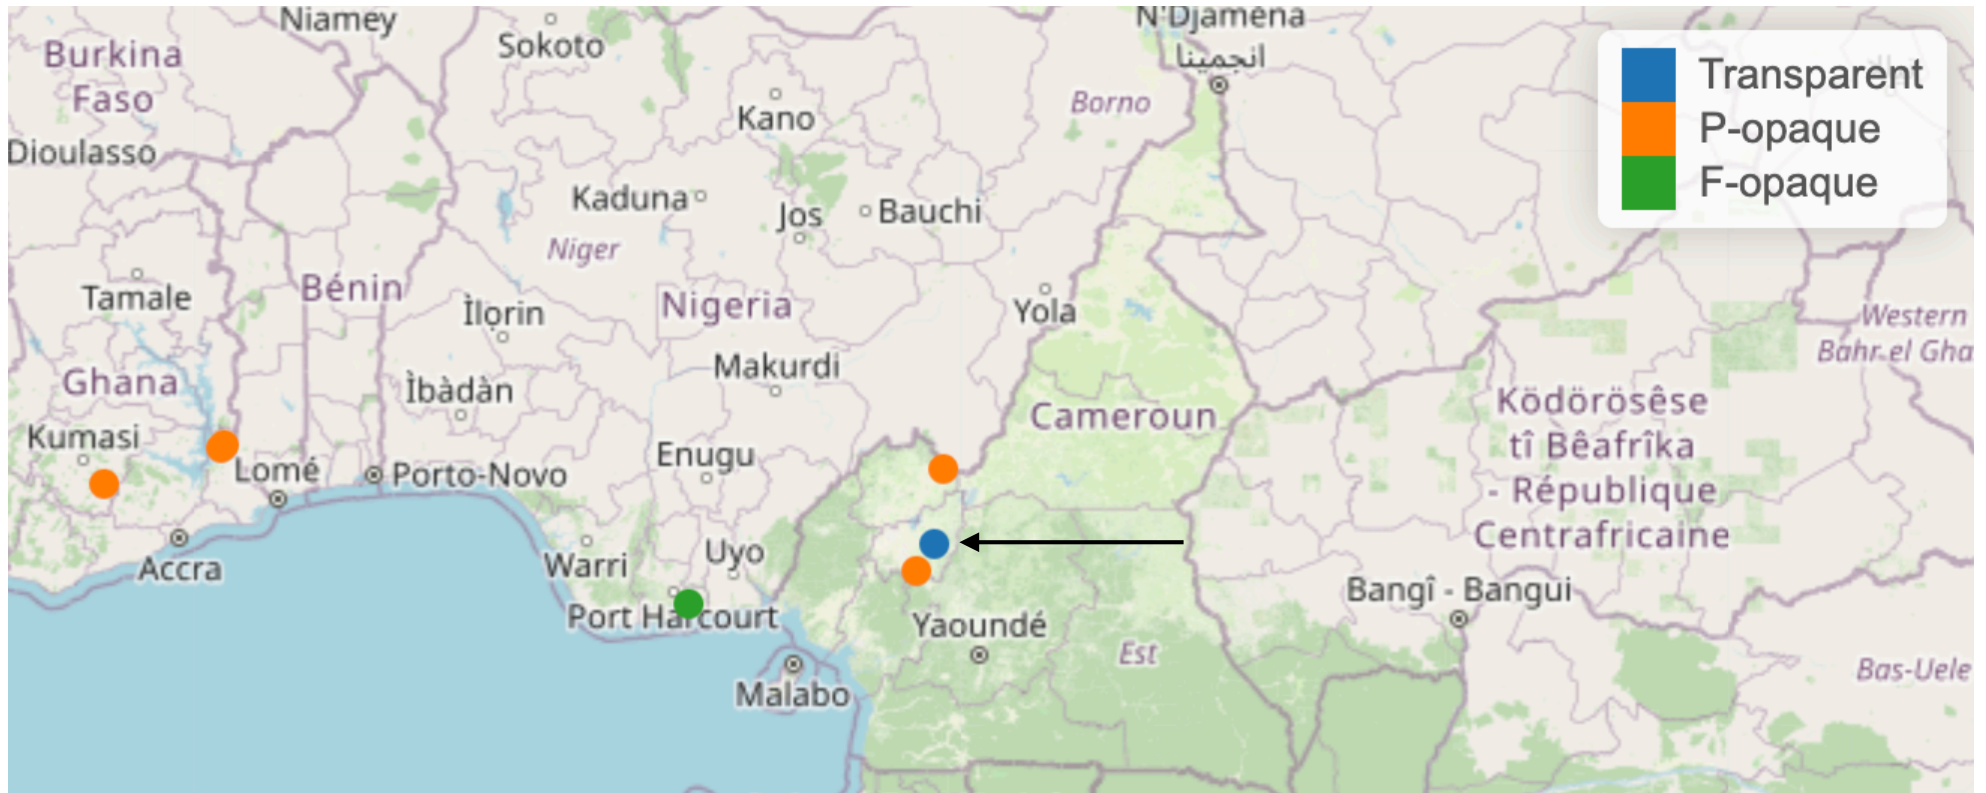 Niamey
N'Djaména
انجمينا
Burkina
Faso
Sokoto
Transparent
P-opaque
F-opaque
Kano
Borno
Dioulasso
Kaduna
Jos
Bauchi
Niger
Tamale
Bénin
Ìlọrin
Nigeria
Yola
Western
Bahr el Gha
Ghana
Ìbàdàn
Makurdi
Cameroun
Ködörösêse
tî Bêafrîka
- République
Centrafricaine
Kumasi
Lomé
Porto-Novo
Enugu
Accra
Warri
Uyo
Port Harcourt
Yaoundé
Bangî - Bangui
Est
Malabo
Bas-Uele